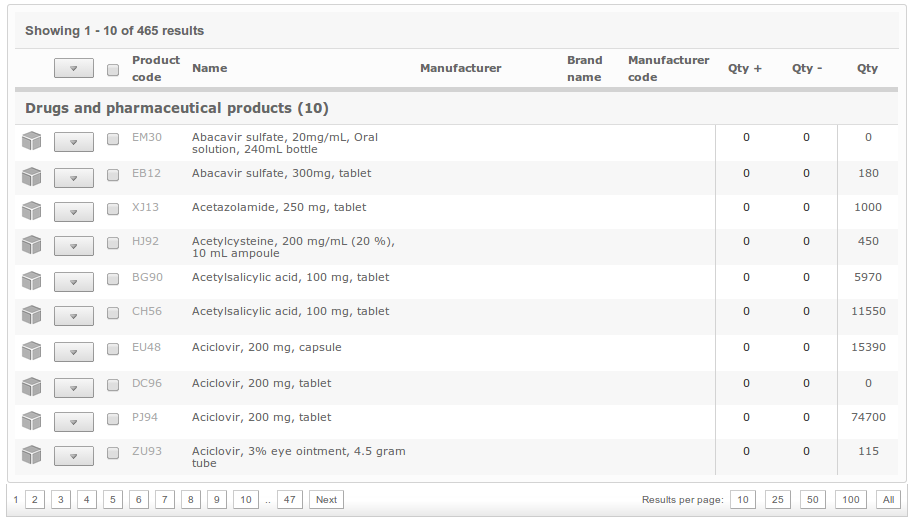 Showing 1 - 10 of 465 results
Product code Name Manufacturer Brand name Manufacturer code Qty + Qty - Qty
Drugs and pharmaceutical products (10)
EM30 Abacavir sulfate, 20mg/mL, Oral 0 0 0
solution, 240mL bottle
EB12 Abacavir sulfate, 300mg, tablet 0 0 180
XJ13 Acetazolamide, 250 mg, tablet 0 0 1000
HJ92 Acetylcysteine, 200 mg/mL (20 %), 0 0 450
10 mL ampoule
BG90 Acetylsalicylic acid, 100 mg, tablet 0 0 5970
CH56 Acetylsalicylic acid, 100 mg, tablet 0 0 11550
EU48 Aciclovir, 200 mg, capsule 0 0 15390
DC96 Aciclovir, 200 mg, tablet 0 0 0
PJ94 Aciclovir, 200 mg, tablet 0 0 74700
ZU93 Aciclovir, 3% eye ointment, 4.5 gram 0 0 115
tube
1 2 3 4 5 6 7 8 9 10 .. 47 Next Results per page: 10 25 50 100 All